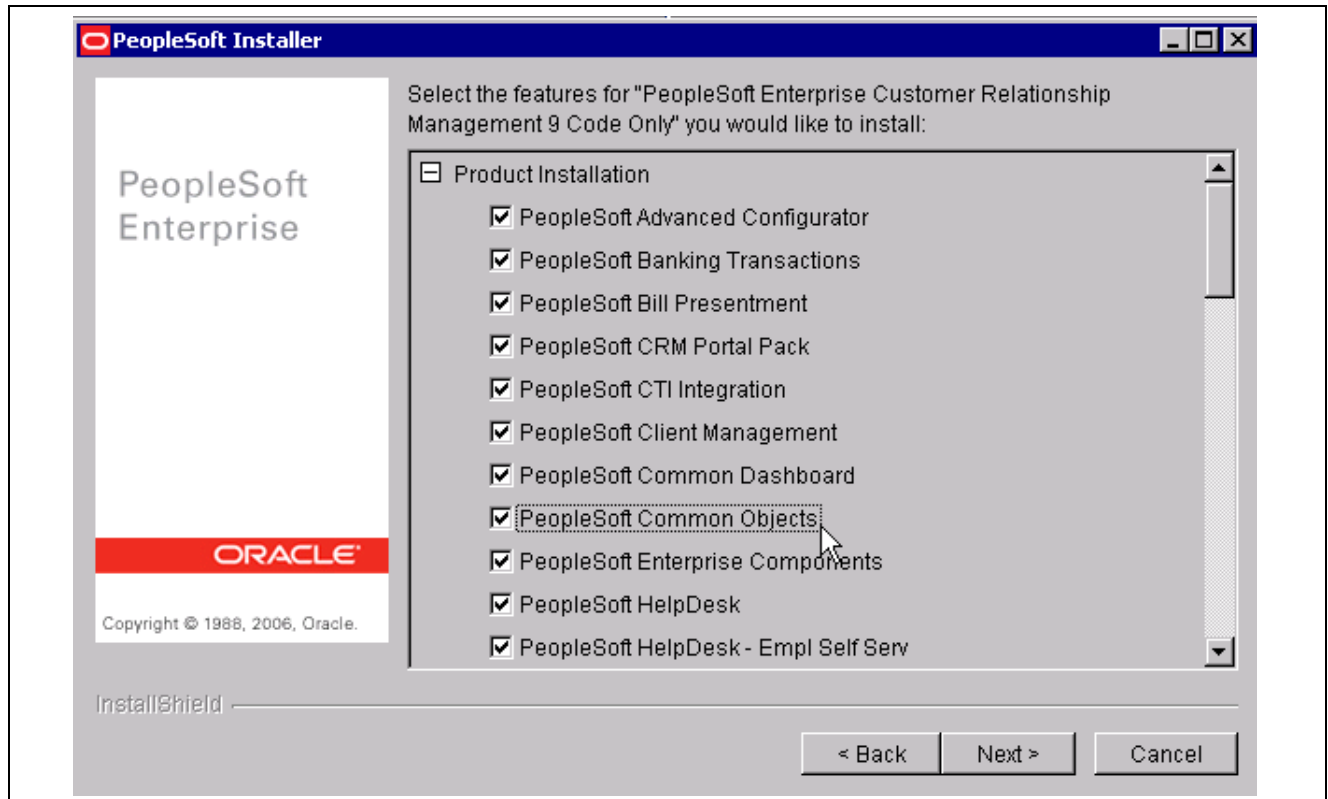 PeopleSoft Installer
PeopleSoft
Enterprise
ORACLE
Copyright © 1988, 2006, Oracle.
Select the features for "PeopleSoft Enterprise Customer Relationship
Management 9 Code Only" you would like to install:
Product Installation
PeopleSoft Advanced Configurator
PeopleSoft Banking Transactions
PeopleSoft Bill Presentment
PeopleSoft CRM Portal Pack
PeopleSoft CTI Integration
PeopleSoft Client Management
PeopleSoft Common Dashboard
PeopleSoft Common Objects
PeopleSoft Enterprise Components
PeopleSoft HelpDesk
PeopleSoft HelpDesk - Empl Self Serv
InstallShield
< Back
Next >
Cancel